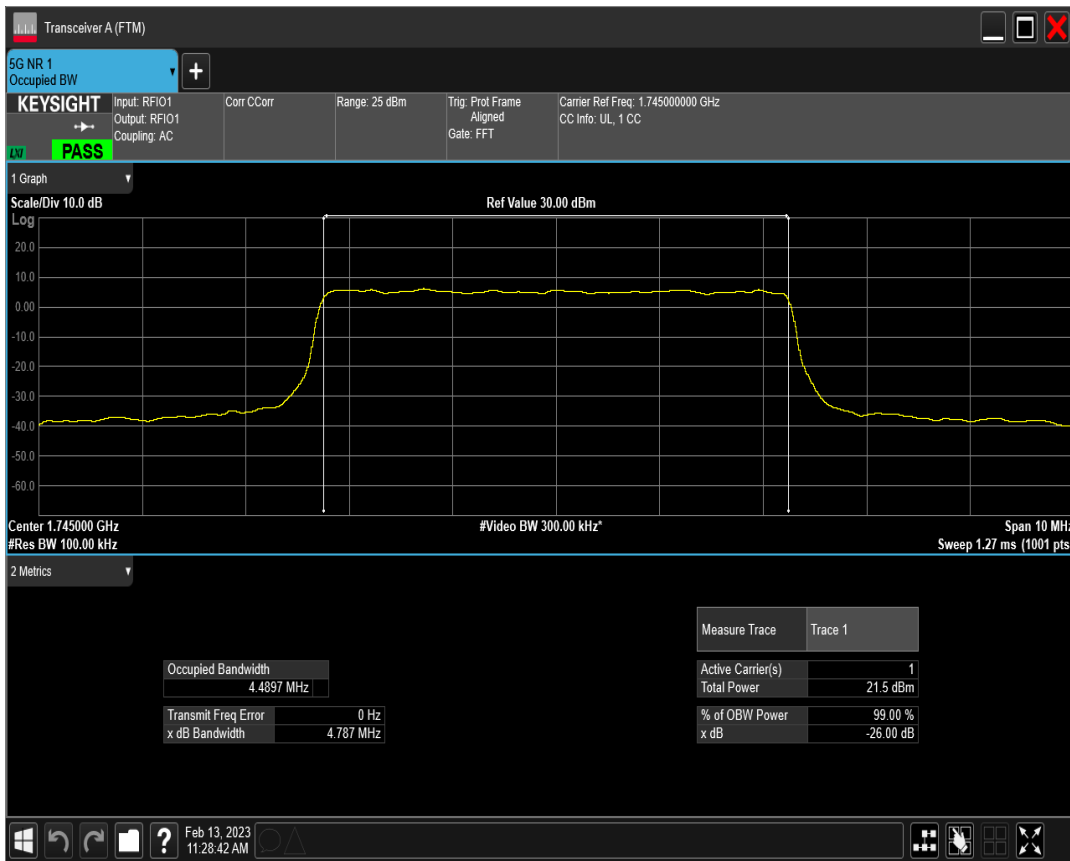 Transceiver A (FTM)
5G NR 1
Occupied BW
+
KEYSIGHT
LXI
PASS
Input: RFIO1
Output: RFIO1
Coupling: AC
Corr CCorr
Range: 25 dBm
Trig: Prot Frame
Aligned
Gate: FFT
Carrier Ref Freq: 1.745000000 GHz
CC Info: UL, 1 CC
1 Graph
Scale/Div 10.0 dB
Ref Value 30.00 dBm
Log
20.0
10.0
0.00
-10.0
-20.0
-30.0
-40.0
-50.0
-60.0
Center 1.745000 GHz
#Video BW 300.00 kHz*
Span 10 MHz
#Res BW 100.00 kHz
Sweep 1.27 ms (1001 pts
2 Metrics
Measure Trace Trace 1
Occupied Bandwidth
4.4897 MHz
Active Carrier(s) 1
Total Power 21.5 dBm
Transmit Freq Error 0 Hz
x dB Bandwidth 4.787 MHz
% of OBW Power 99.00 %
x dB -26.00 dB
?
Feb 13, 2023
11:28:42 AM